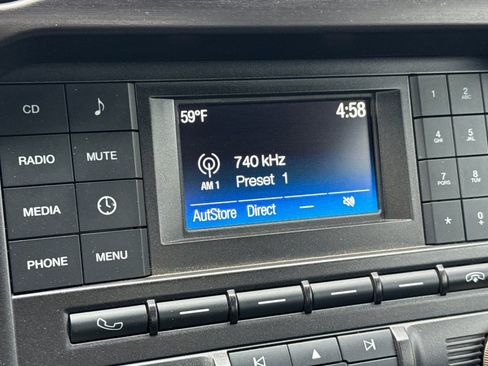 CD
RADIO MUTE
MEDIA
PHONE MENU
59°F 4:58
740 kHz
AM 1 Preset 1
AutoStore Direct
1 2 ABC
4 GHI 5 JKL
7 PQRS 8 TUV
* 0 +